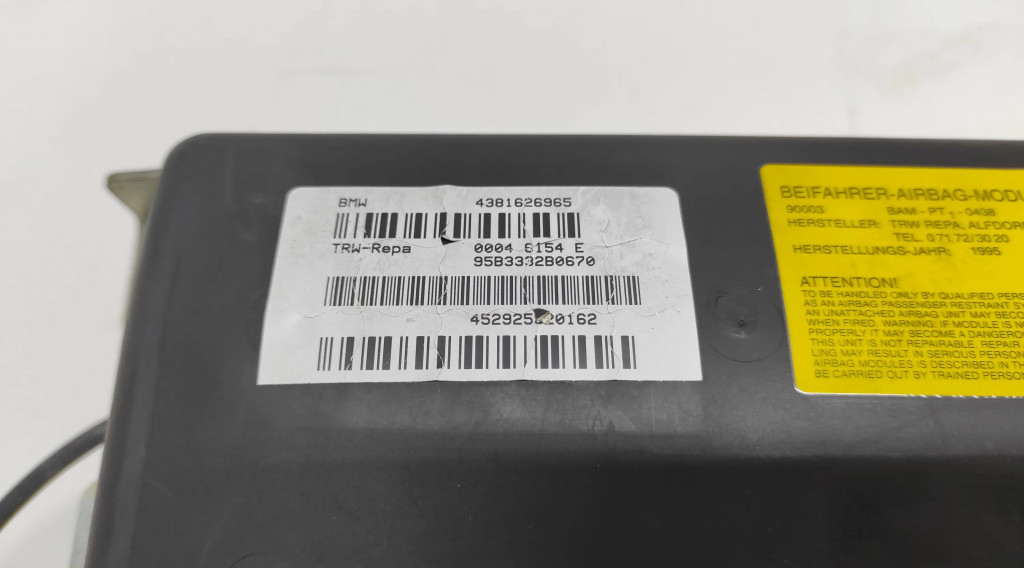 BMW 4381626965
TRW-Repa 0004 6154 E
95B3332B0670
BEIFAHRER-AIRBAG-MODU
90003 BAM - PT 1 - 0438
HERSTELLER: TRW REPA, ALFDOR
TEL. 07172/3020
HERSTELLUNGS-JAHR: 1995
ATTENTION!
TO BE HANDLED ONLY BY QUALIFIED PERS
AS AN AIRBAG PASSENGER RESTRAINT SY
AN UNATTACHED AIRBAG UNIT MAY BECO
WHEN FIRED. WARNING: IF MODULE IS NO
PROPERLY IT MAY BECOME A DANGERO
THIS UNIT IS NOT REPAIRABLE. REPAIR
LING MAY RESULT IN SERIOUS PERSON
AIRBAG MODULES IS DESCRIBED IN TH
BE CARRIED OUT BY TRAINED PERSON